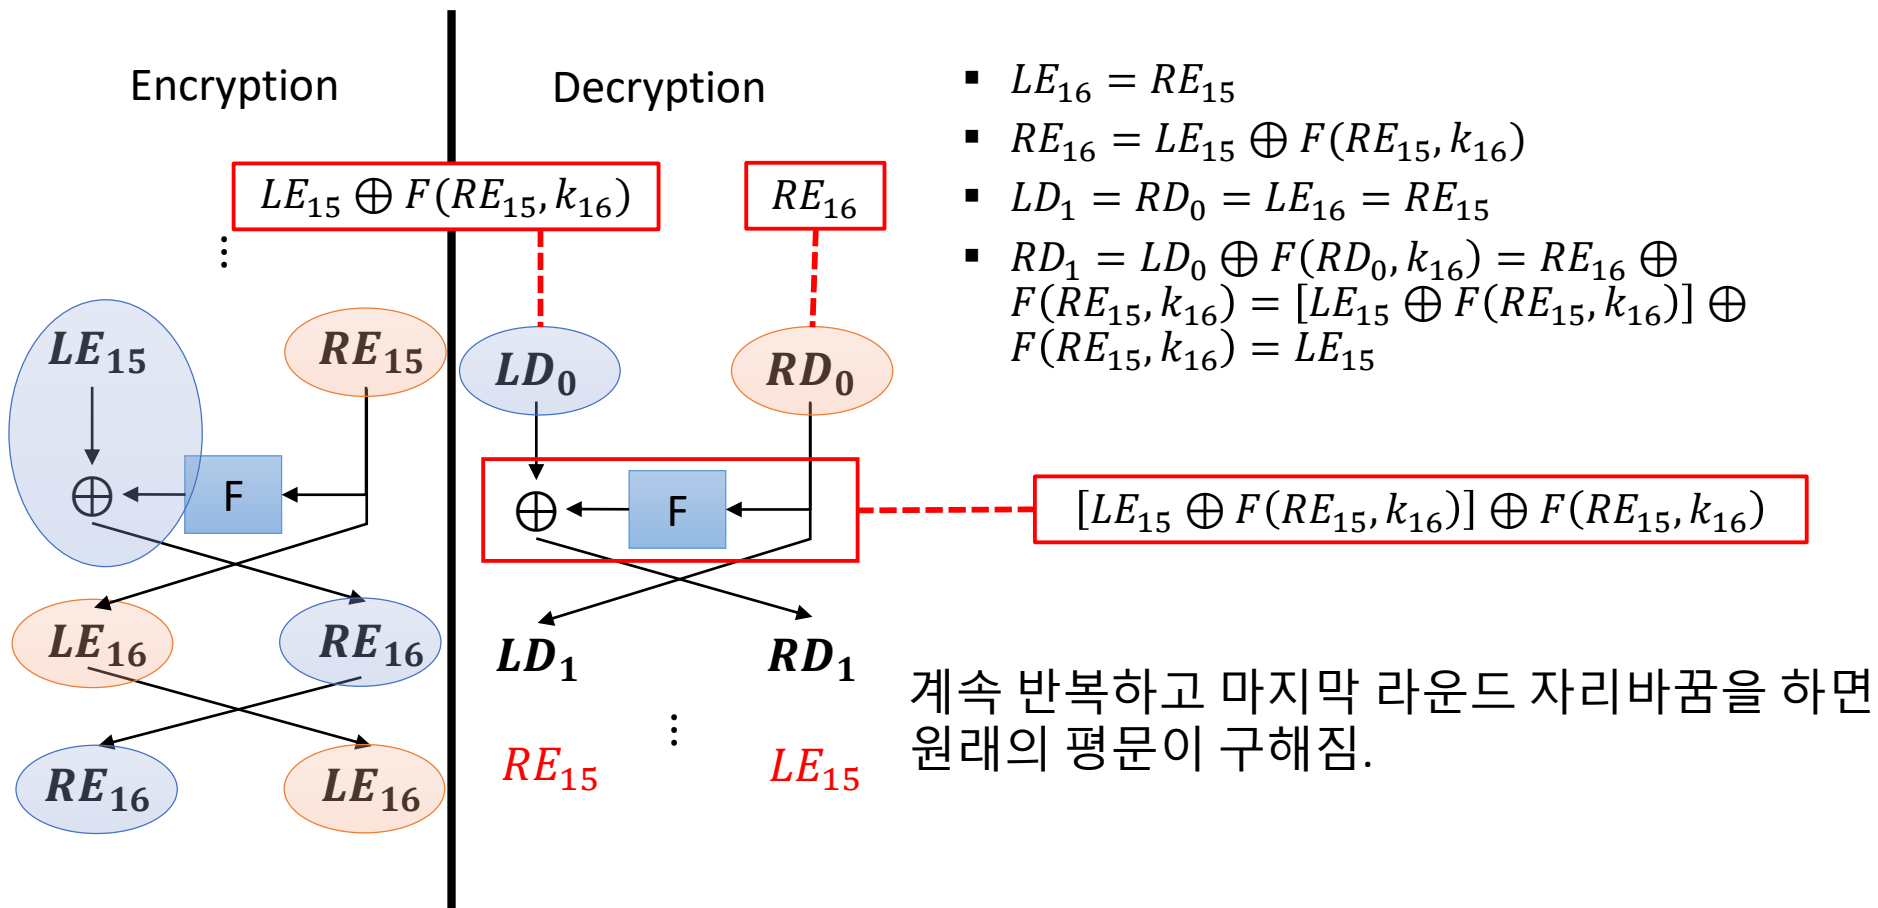 Encryption
Decryption
LE₁₅ ⊕ F(RE₁₅, k₁₆)
RE₁₆
⋮
LE₁₅
RE₁₅
LD₀
RD₀
⊕
F
⊕
F
LE₁₆
RE₁₆
LD₁
RD₁
⋮
RE₁₆
LE₁₆
RE₁₅
LE₁₅
▪ LE₁₆ = RE₁₅
▪ RE₁₆ = LE₁₅ ⊕ F(RE₁₅, k₁₆)
▪ LD₁ = RD₀ = LE₁₆ = RE₁₅
▪ RD₁ = LD₀ ⊕ F(RD₀, k₁₆) = RE₁₆ ⊕
F(RE₁₅, k₁₆) = [LE₁₅ ⊕ F(RE₁₅, k₁₆)] ⊕
F(RE₁₅, k₁₆) = LE₁₅
[LE₁₅ ⊕ F(RE₁₅, k₁₆)] ⊕ F(RE₁₅, k₁₆)
계속 반복하고 마지막 라운드 자리바꿈을 하면
원래의 평문이 구해짐.